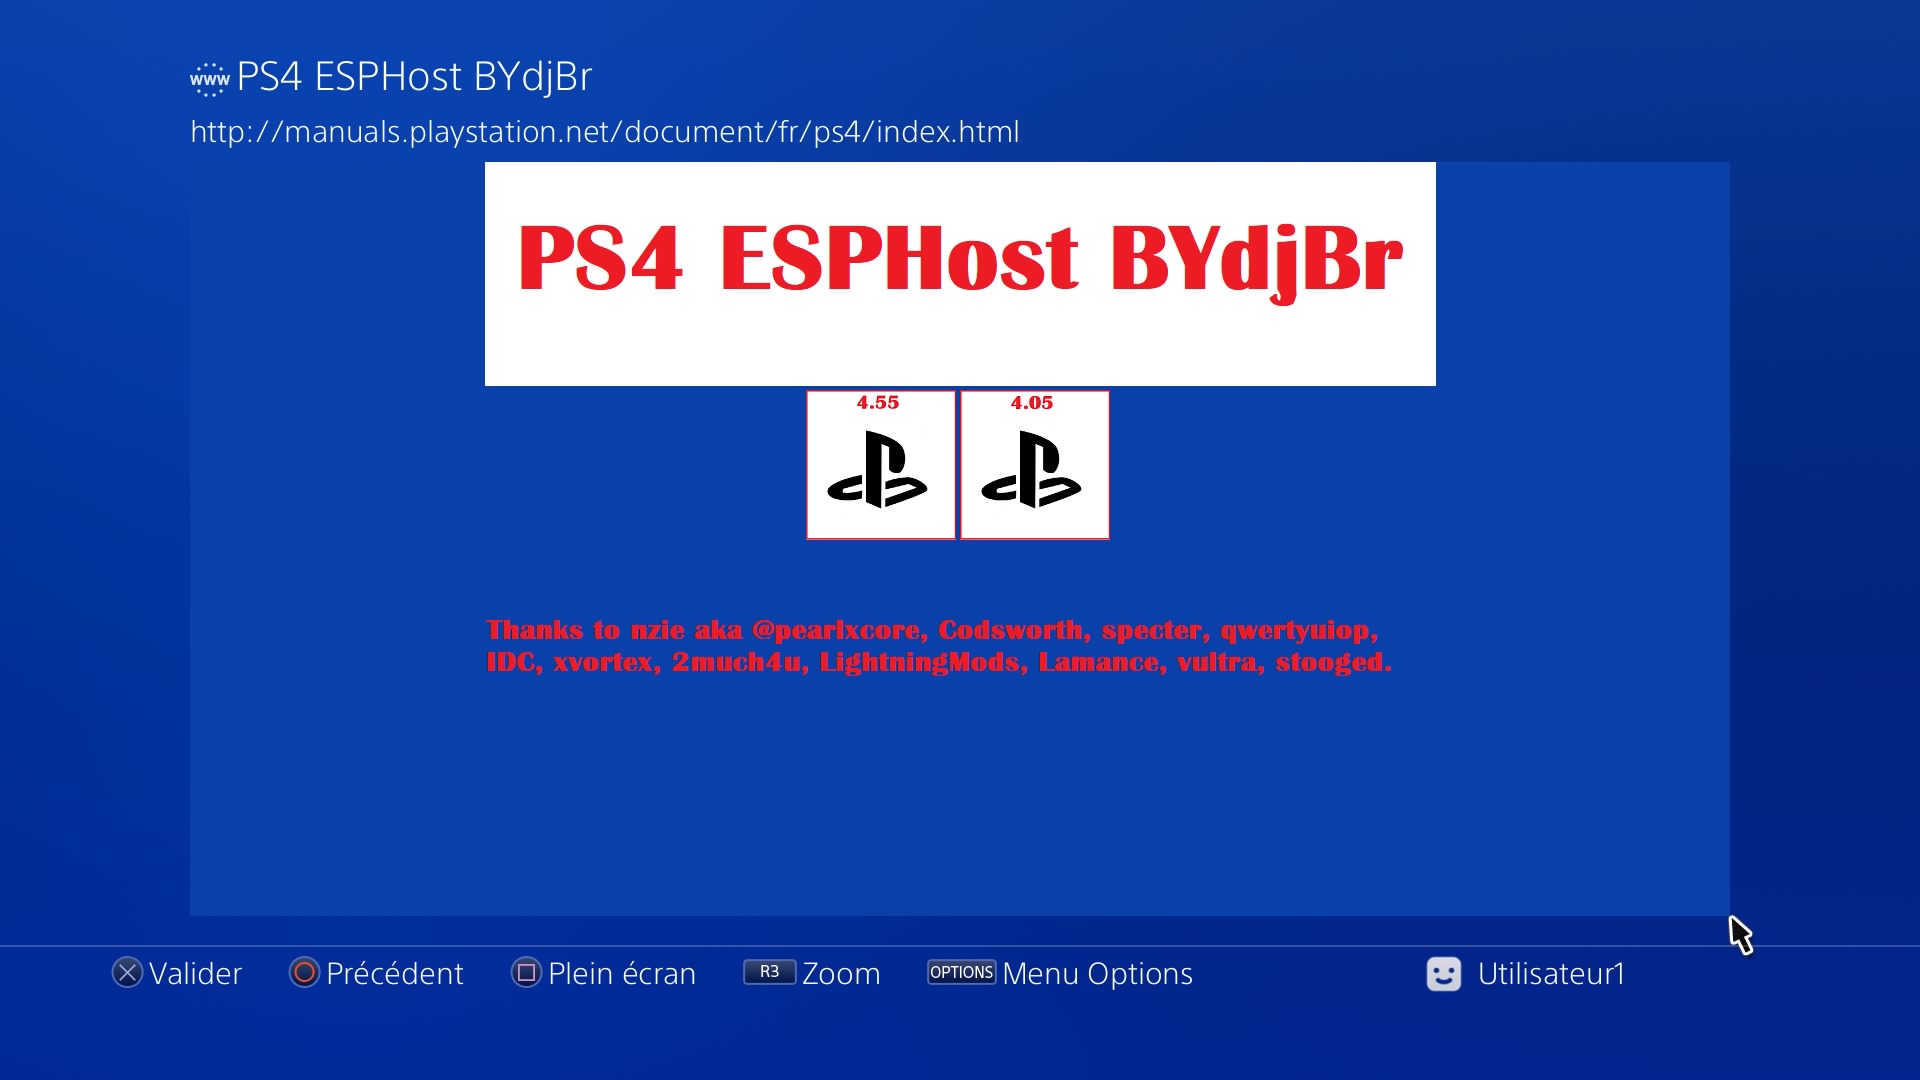 www PS4 ESPHost BYdjBr
http://manuals.playstation.net/document/fr/ps4/index.html
PS4 ESPHost BYdjBr
4.55 4.05
Thanks to nzie aka @pearlxcore, Codsworth, specter, qwertyuiop,
IDC, xvortex, 2much4u, LightningMods, Lamance, vultra, stooged.
Valider Précédent Plein écran R3 Zoom OPTIONS Menu Options Utilisateur1